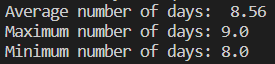 Average number of days:  8.56
Maximum number of days: 9.0
Minimum number of days: 8.0